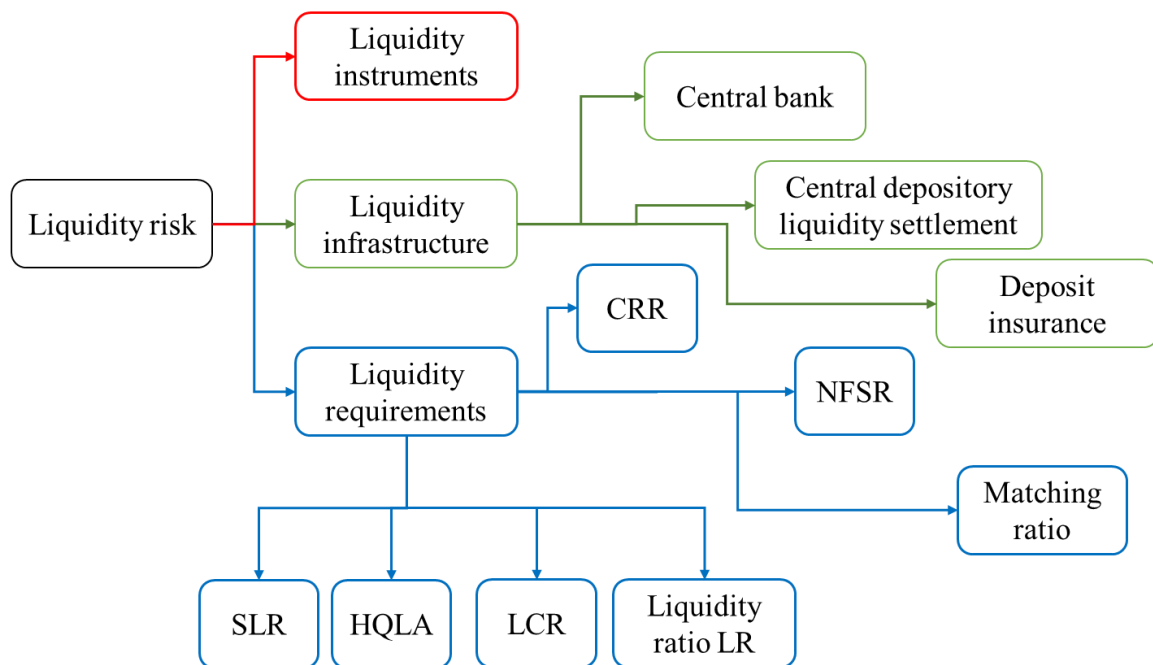 Liquidity
instruments
Central bank
Liquidity risk
Liquidity
infrastructure
Central depository
liquidity settlement
Deposit
insurance
CRR
Liquidity
requirements
NFSR
Matching
ratio
SLR
HQLA
LCR
Liquidity
ratio LR